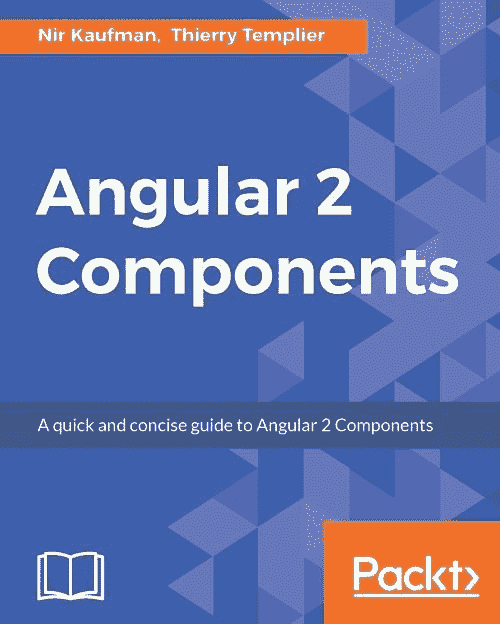 Nir Kaufman, Thierry Templier
Angular 2
Components
A quick and concise guide to Angular 2 Components
Packt>